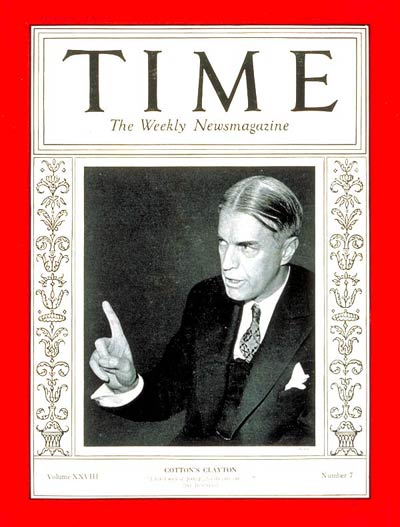 TIME
The Weekly Newsmagazine
COTTON'S CLAYTON
Volume XXVIII
Number 7